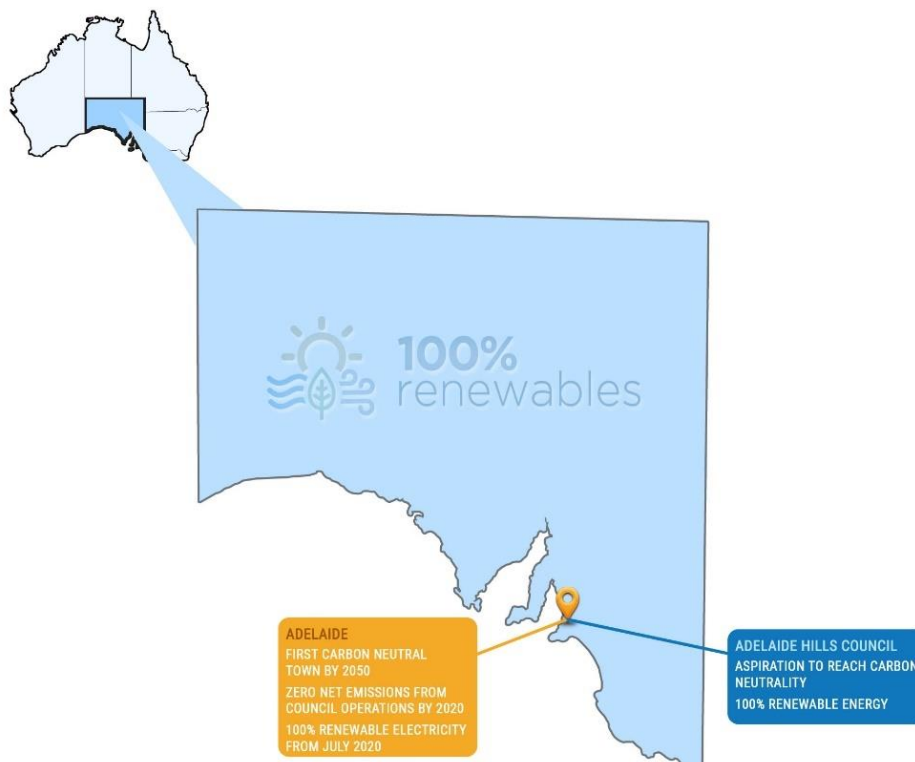 100%
renewables
ADELAIDE
FIRST CARBON NEUTRAL
TOWN BY 2050
ZERO NET EMISSIONS FROM
COUNCIL OPERATIONS BY 2020
100% RENEWABLE ELECTRICITY
FROM JULY 2020
ADELAIDE HILLS COUNCIL
ASPIRATION TO REACH CARBON
NEUTRALITY
100% RENEWABLE ENERGY